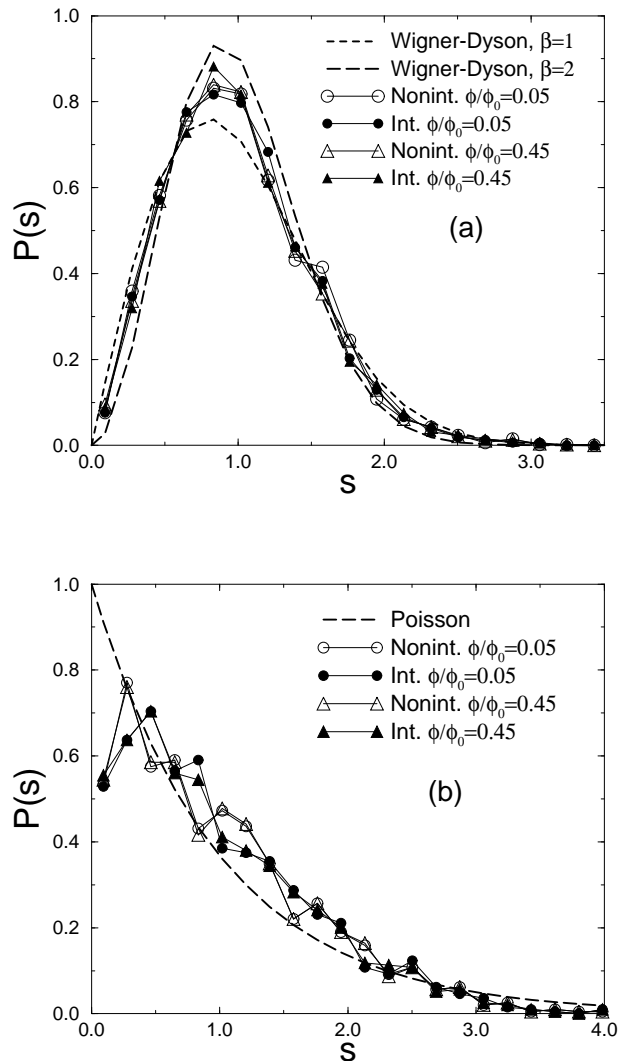 1.0
0.8
0.6
0.4
0.2
0.0
P(s)
Wigner-Dyson, β=1
Wigner-Dyson, β=2
Nonint. ϕ/ϕ₀=0.05
Int. ϕ/ϕ₀=0.05
Nonint. ϕ/ϕ₀=0.45
Int. ϕ/ϕ₀=0.45
(a)
0.0 1.0 2.0 3.0
s
1.0
0.8
0.6
0.4
0.2
0.0
P(s)
Poisson
Nonint. ϕ/ϕ₀=0.05
Int. ϕ/ϕ₀=0.05
Nonint. ϕ/ϕ₀=0.45
Int. ϕ/ϕ₀=0.45
(b)
0.0 1.0 2.0 3.0 4.0
s